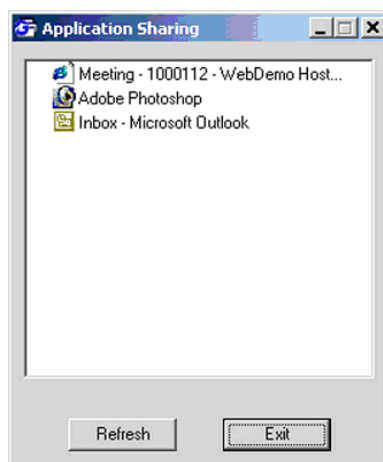 Application Sharing
Meeting - 1000112 - WebDemo Host...
Adobe Photoshop
Inbox - Microsoft Outlook
Refresh
Exit